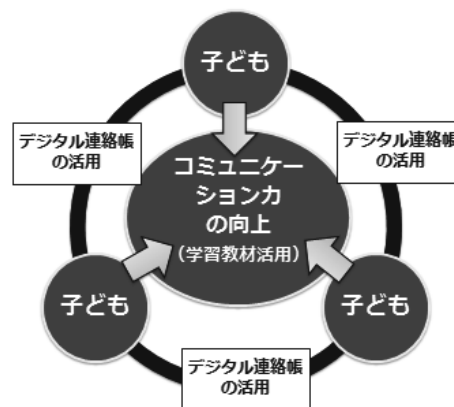 子ども
デジタル連絡帳
の活用
デジタル連絡帳
の活用
コミュニケー
ション力
の向上
（学習教材活用）
子ども
子ども
デジタル連絡帳
の活用